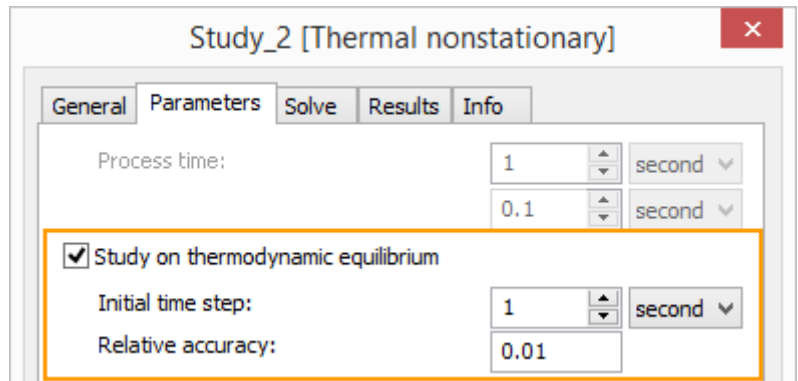 Study_2 [Thermal nonstationary]
General Parameters Solve Results Info
Process time: 1 second
0.1 second
Study on thermodynamic equilibrium
Initial time step: 1 second
Relative accuracy: 0.01